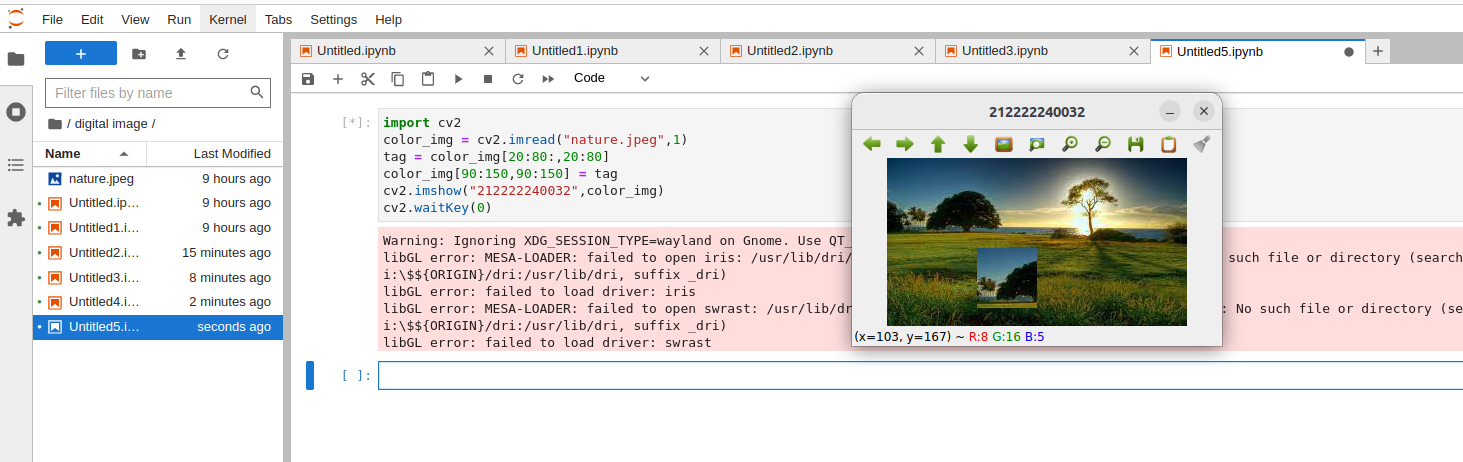 File Edit View Run Kernel Tabs Settings Help
Untitled.ipynb Untitled1.ipynb Untitled2.ipynb Untitled3.ipynb Untitled5.ipynb
Code
Filter files by name
/ digital image /
Name Last Modified
nature.jpeg 9 hours ago
Untitled.ip… 9 hours ago
Untitled1.i… 9 hours ago
Untitled2.i… 15 minutes ago
Untitled3.i… 8 minutes ago
Untitled4.i… 2 minutes ago
Untitled5.i… seconds ago
[*]: import cv2
color_img = cv2.imread("nature.jpeg",1)
tag = color_img[20:80:,20:80]
color_img[90:150,90:150] = tag
cv2.imshow("212222240032",color_img)
cv2.waitKey(0)
Warning: Ignoring XDG_SESSION_TYPE=wayland on Gnome. Use QT_
libGL error: MESA-LOADER: failed to open iris: /usr/lib/dri/ such file or directory (search
i:\$${ORIGIN}/dri:/usr/lib/dri, suffix _dri)
libGL error: failed to load driver: iris
libGL error: MESA-LOADER: failed to open swrast: /usr/lib/dr : No such file or directory (se
i:\$${ORIGIN}/dri:/usr/lib/dri, suffix _dri)
libGL error: failed to load driver: swrast
[ ]:
212222240032
(x=103, y=167) ~ R:8 G:16 B:5